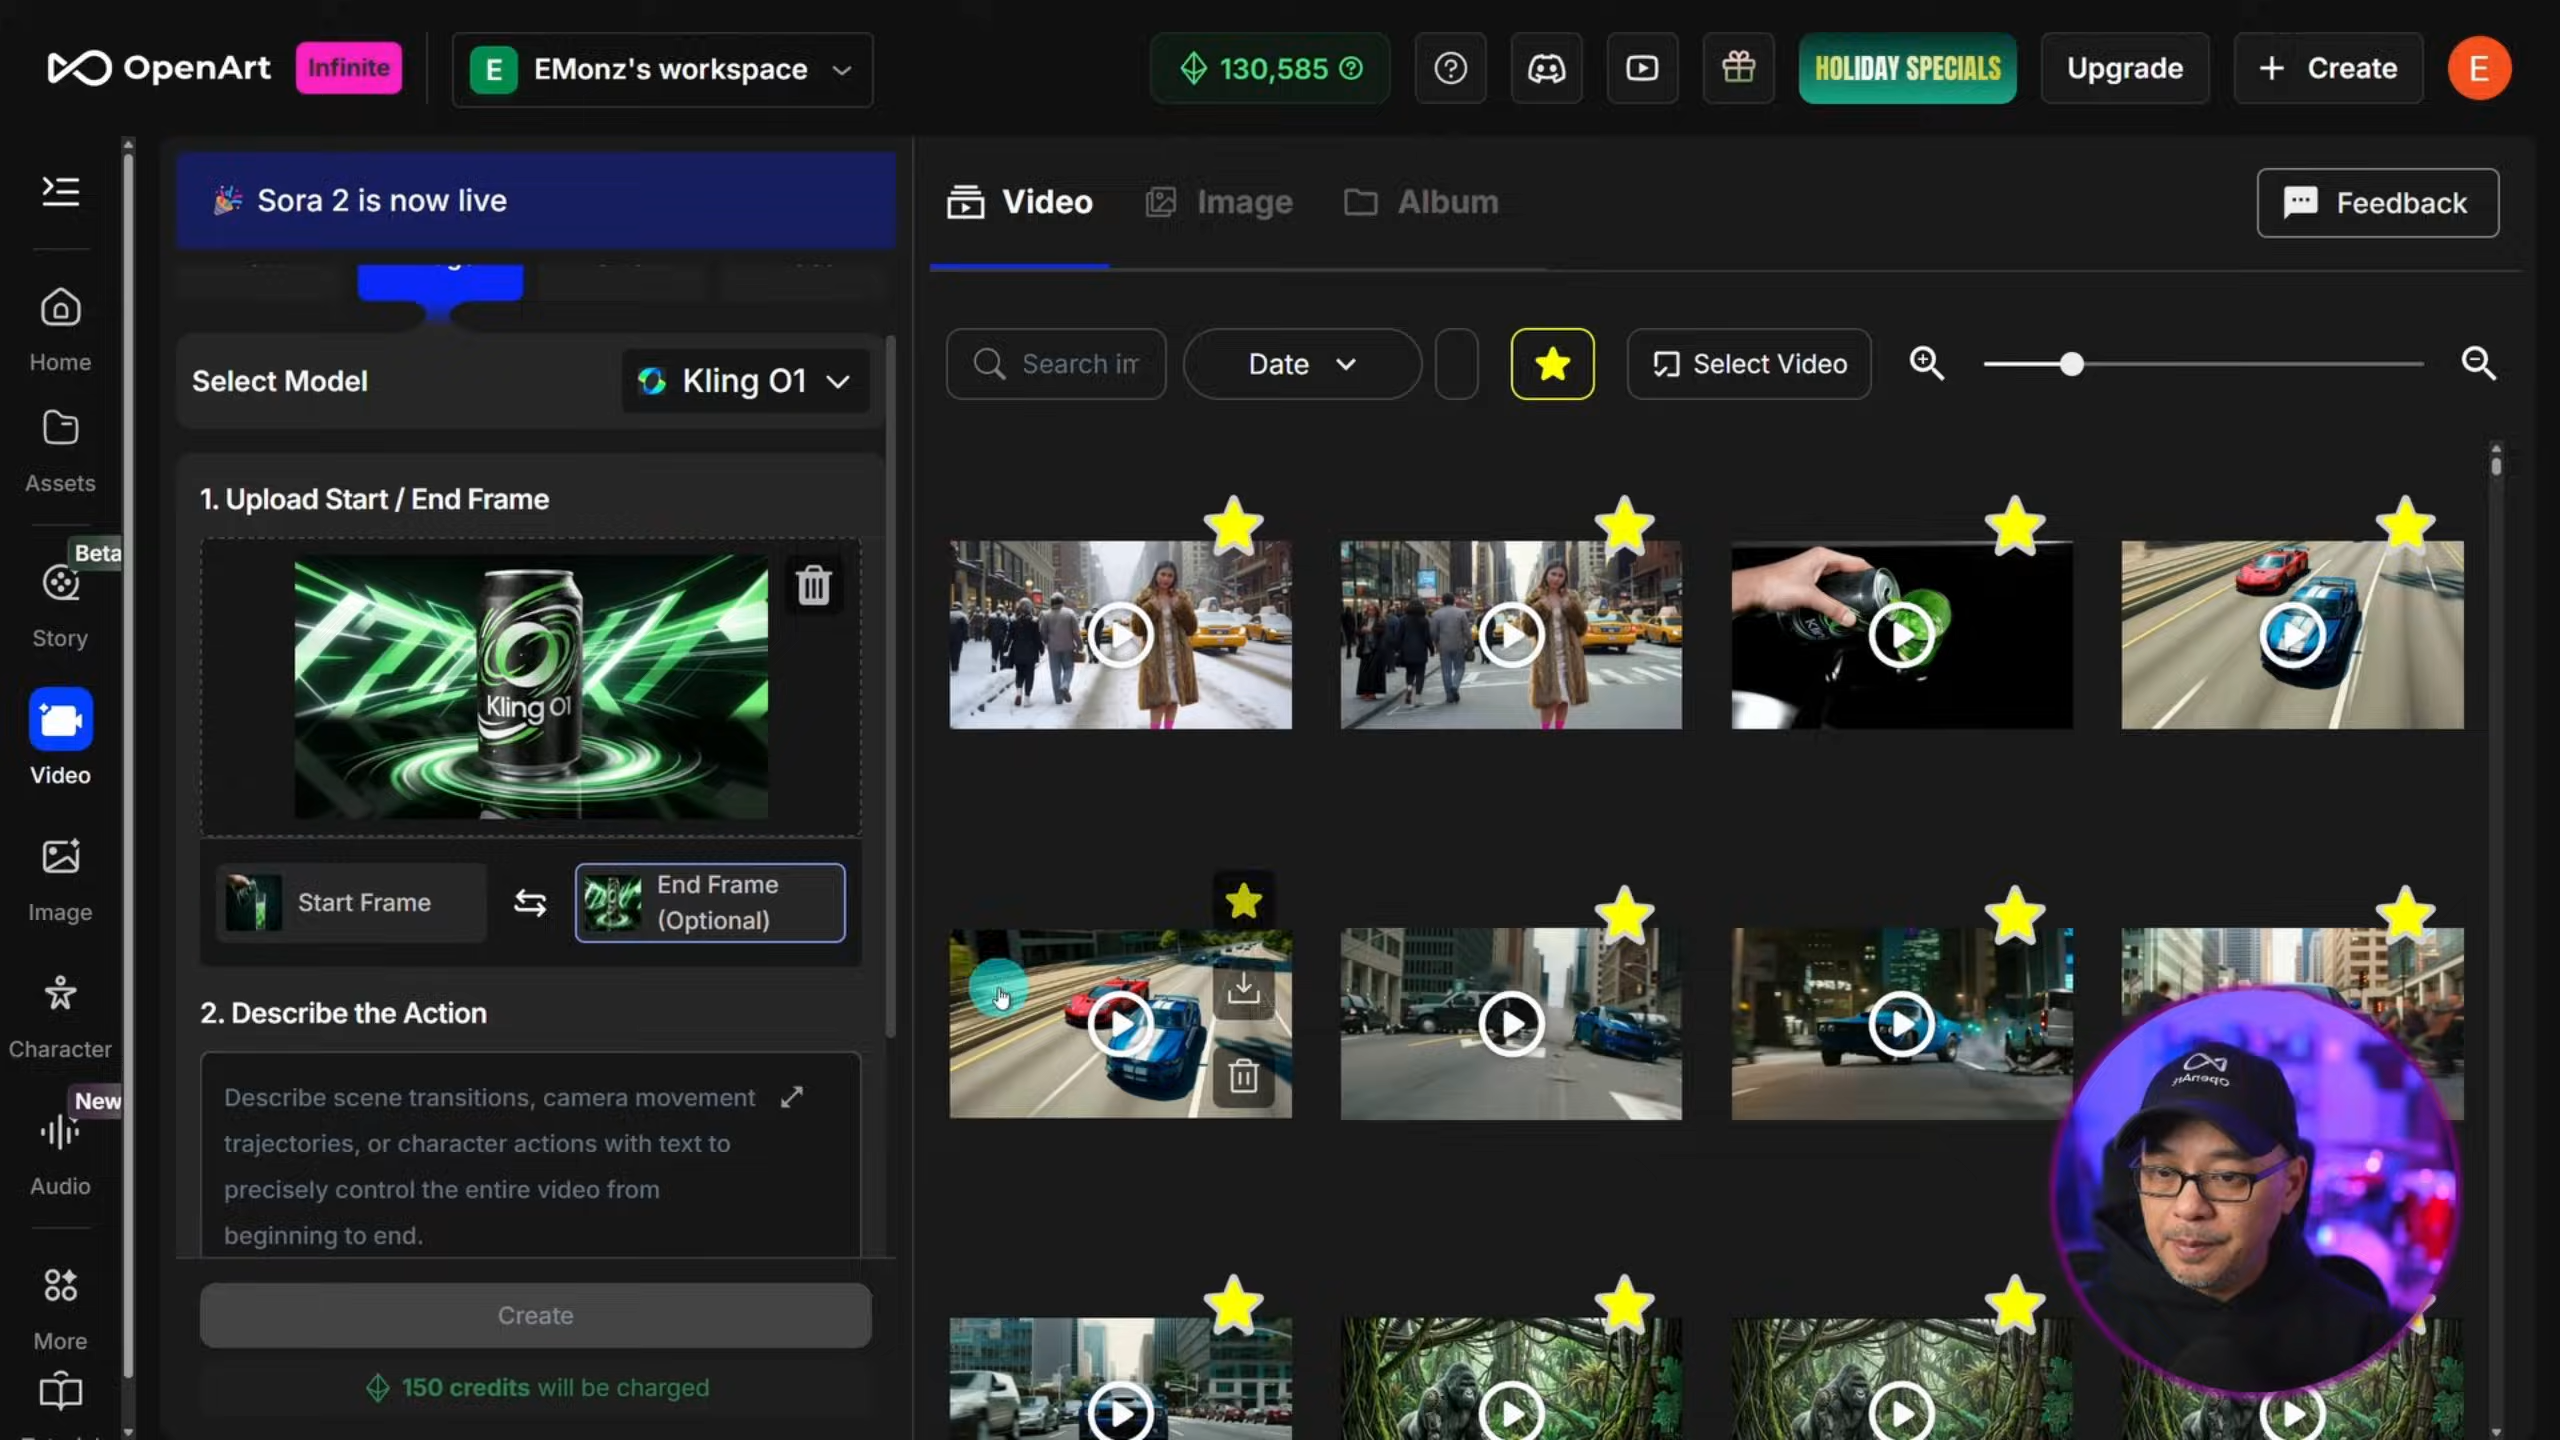 OpenArt
Infinite
E
EMonz's workspace
130,585
HOLIDAY SPECIALS
Upgrade
+ Create
E
Home
Assets
Beta
Story
Video
Image
Character
New
Audio
More
Sora 2 is now live
Select Model
Kling O1
1. Upload Start / End Frame
Kling O1
Start Frame
End Frame
(Optional)
2. Describe the Action
Describe scene transitions, camera movement
trajectories, or character actions with text to
precisely control the entire video from
beginning to end.
Create
150 credits will be charged
Video
Image
Album
Feedback
Search im
Date
Select Video
OpenArt